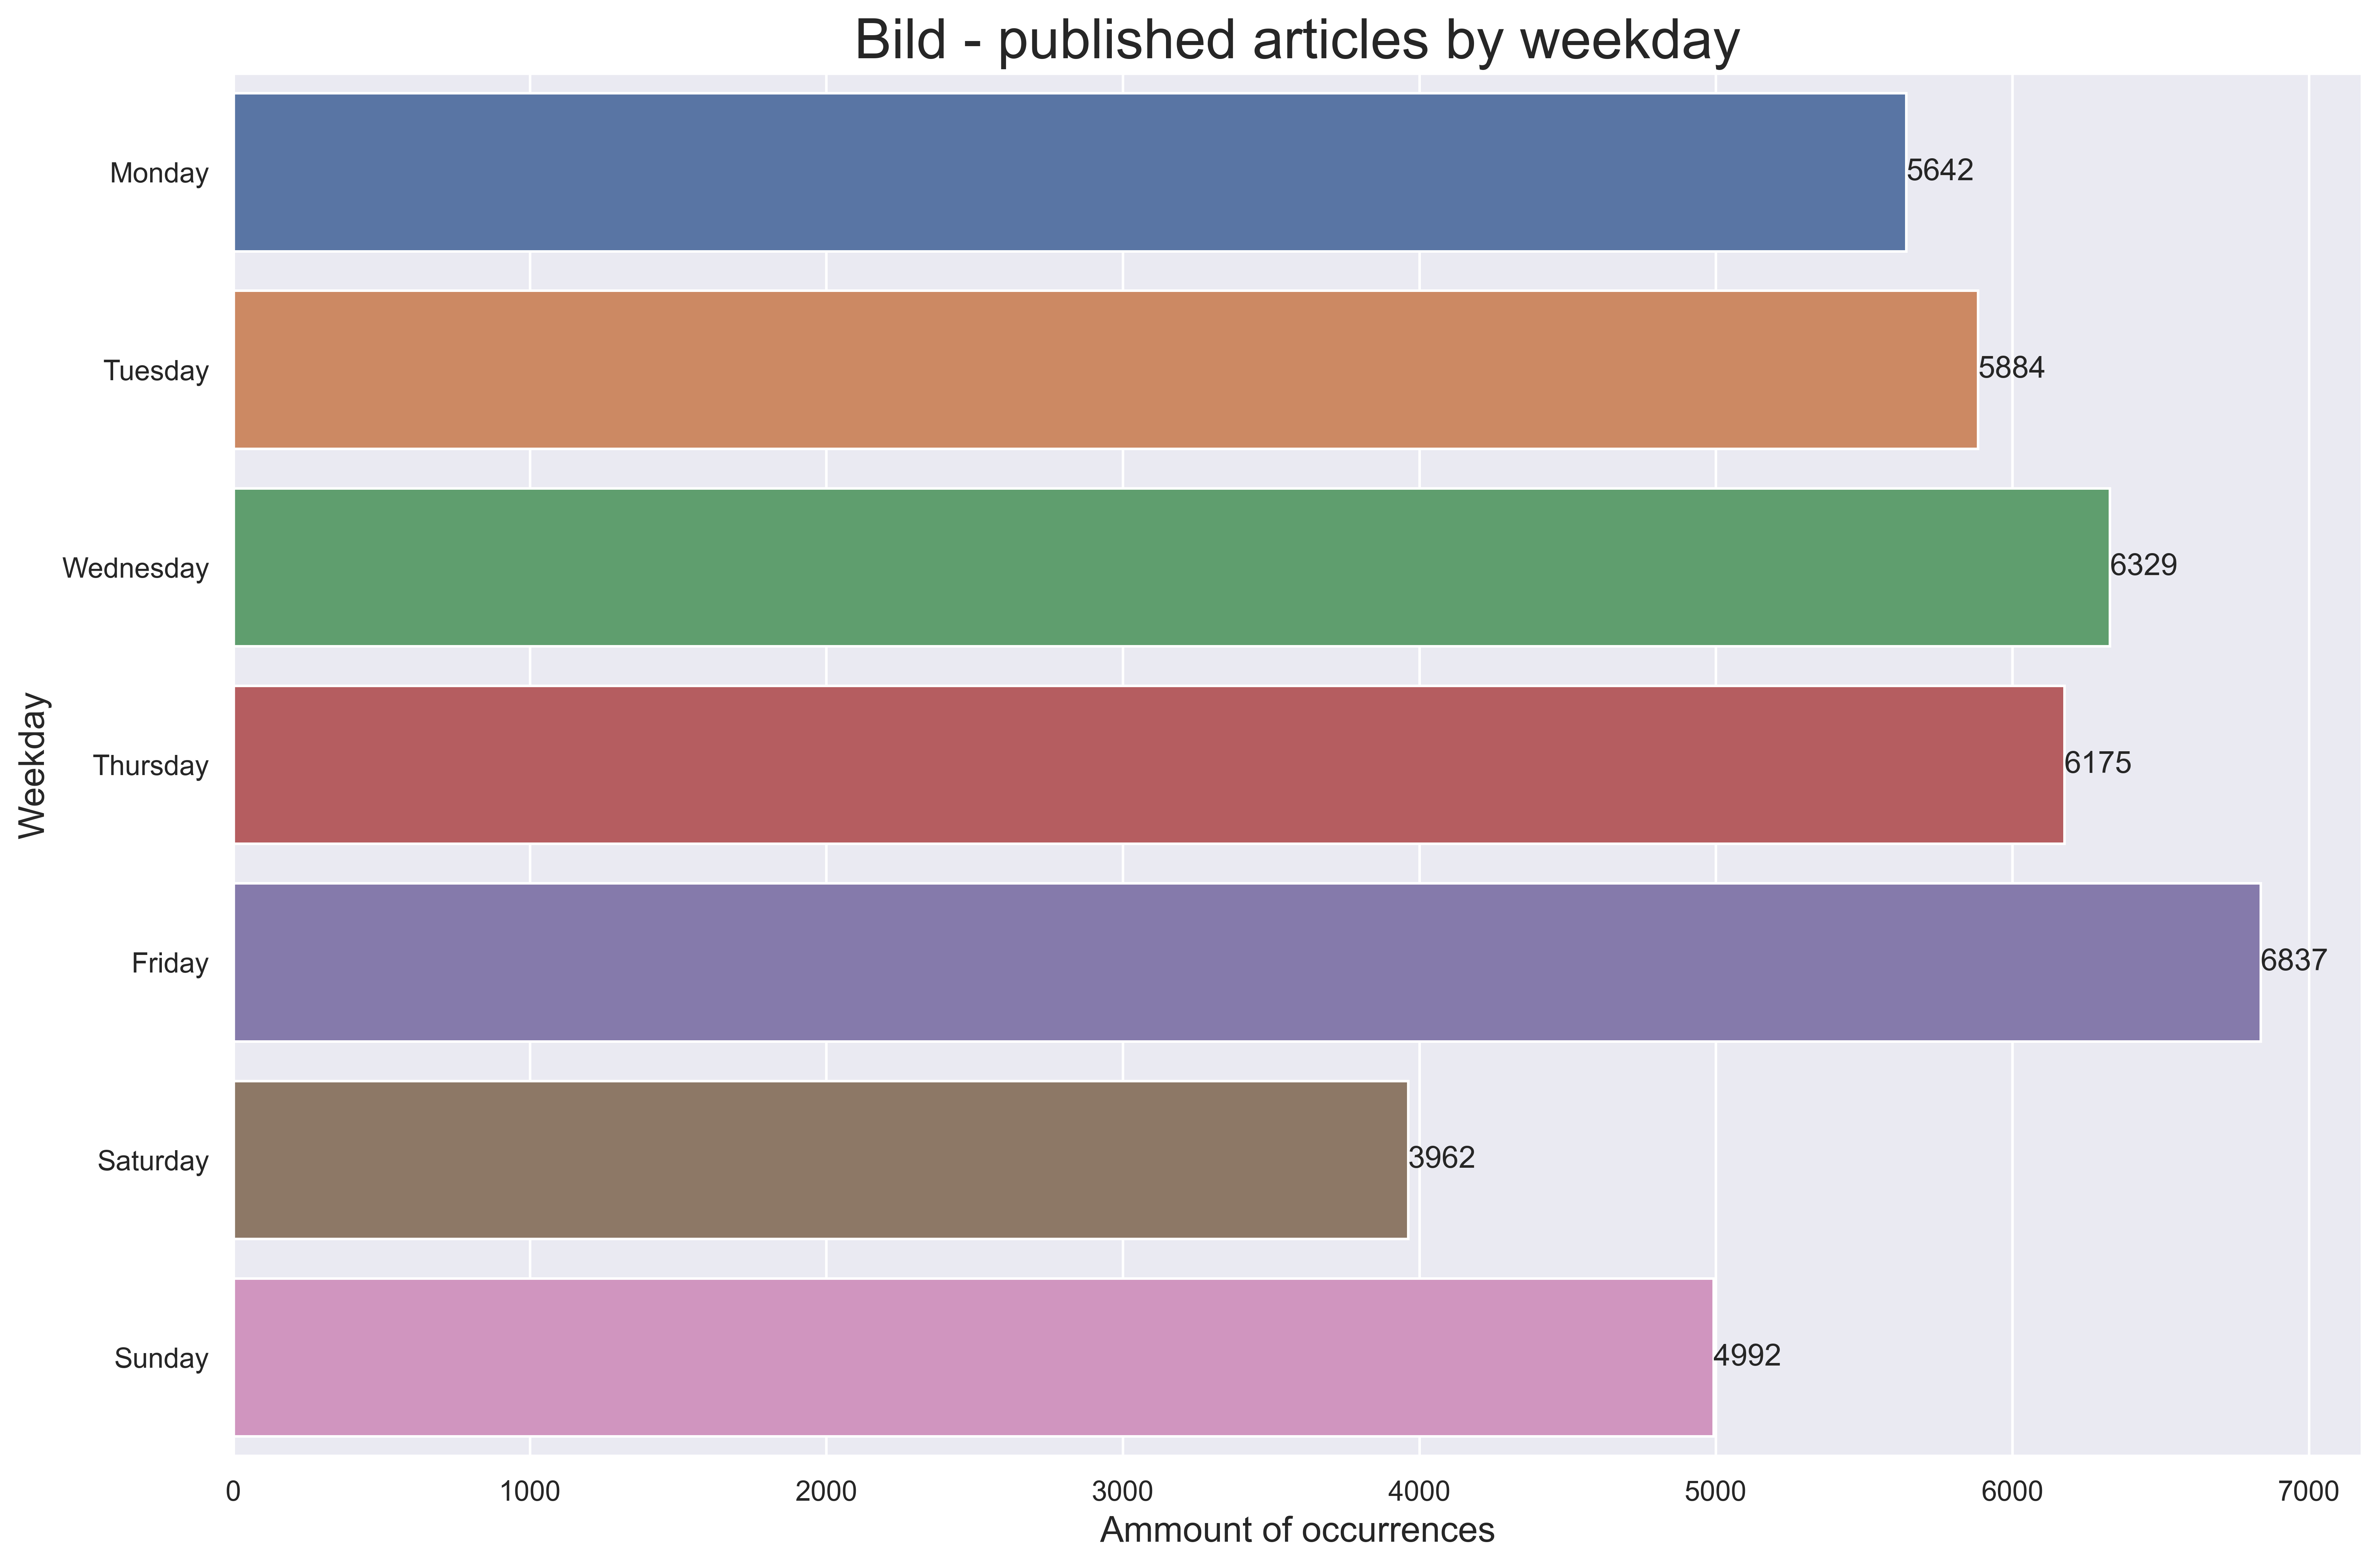 Bild - published articles by weekday
Monday
5642
Tuesday
5884
Wednesday
6329
Thursday
6175
Friday
6837
Saturday
3962
Sunday
4992
Weekday
0 1000 2000 3000 4000 5000 6000 7000
Ammount of occurrences